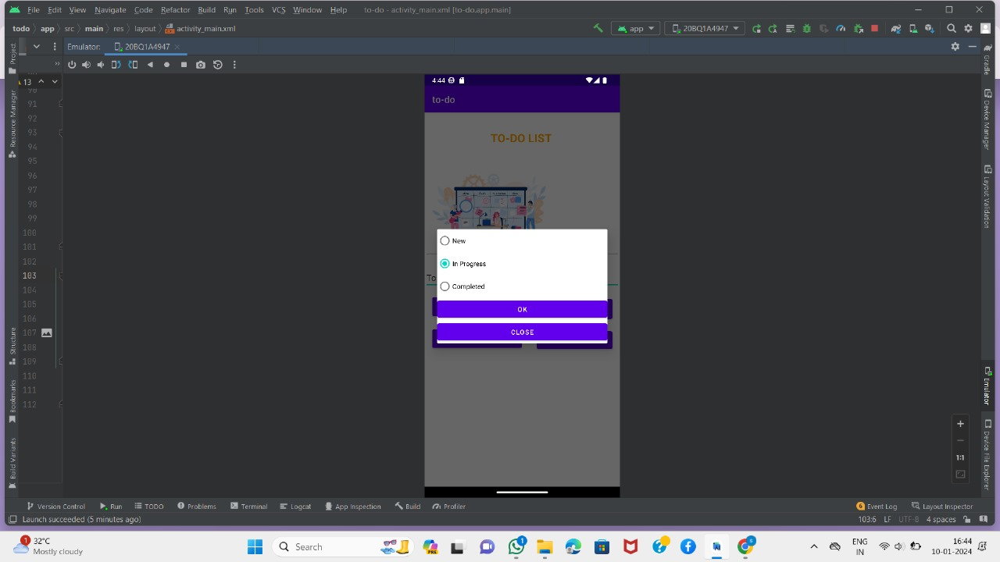 File Edit View Navigate Code Refactor Build Run Tools VCS Window Help to-do - activity_main.xml [to-do.app.main]
todo app src main res layout activity_main.xml app 20BQ1A4947
Emulator: 20BQ1A4947
13
90
91
92
93
94
95
96
97
98
99
100
101
102
103
104
105
106
107
108
109
110
111
112
Project
Resource Manager
Structure
Bookmarks
Build Variants
4:44
to-do
TO-DO LIST
New
In Progress
To
Completed
OK
CLOSE
Gradle
Device Manager
Layout Validation
Emulator
Device File Explorer
1:1
Version Control Run TODO Problems Terminal Logcat App Inspection Build Profiler 6 Event Log Layout Inspector
Launch succeeded (5 minutes ago) 103:6 LF UTF-8 4 spaces
1 32°C
Mostly cloudy
Search
PRE
1
ENG
IN
16:44
10-01-2024